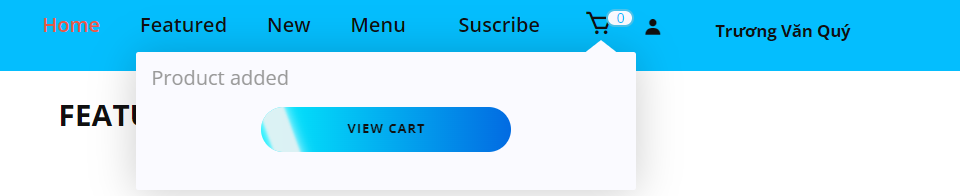 Home Featured New Menu Suscribe 0 Trương Văn Quý
Product added
FEATU
VIEW CART